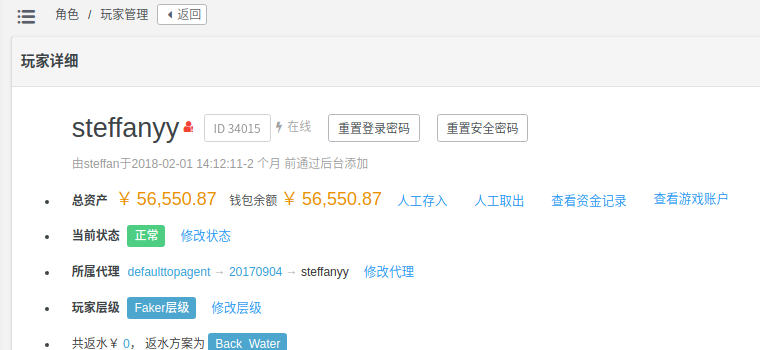 角色 / 玩家管理 返回
玩家详细
steffanyy ID 34015 在线 重置登录密码 重置安全密码
由steffan于2018-02-01 14:12:11-2 个月 前通过后台添加
总资产 ￥ 56,550.87 钱包余额 ￥ 56,550.87 人工存入 人工取出 查看资金记录 查看游戏账户
当前状态 正常 修改状态
所属代理 defaulttopagent → 20170904 → steffanyy 修改代理
玩家层级 Faker层级 修改层级
共返水￥ 0， 返水方案为 Back_Water